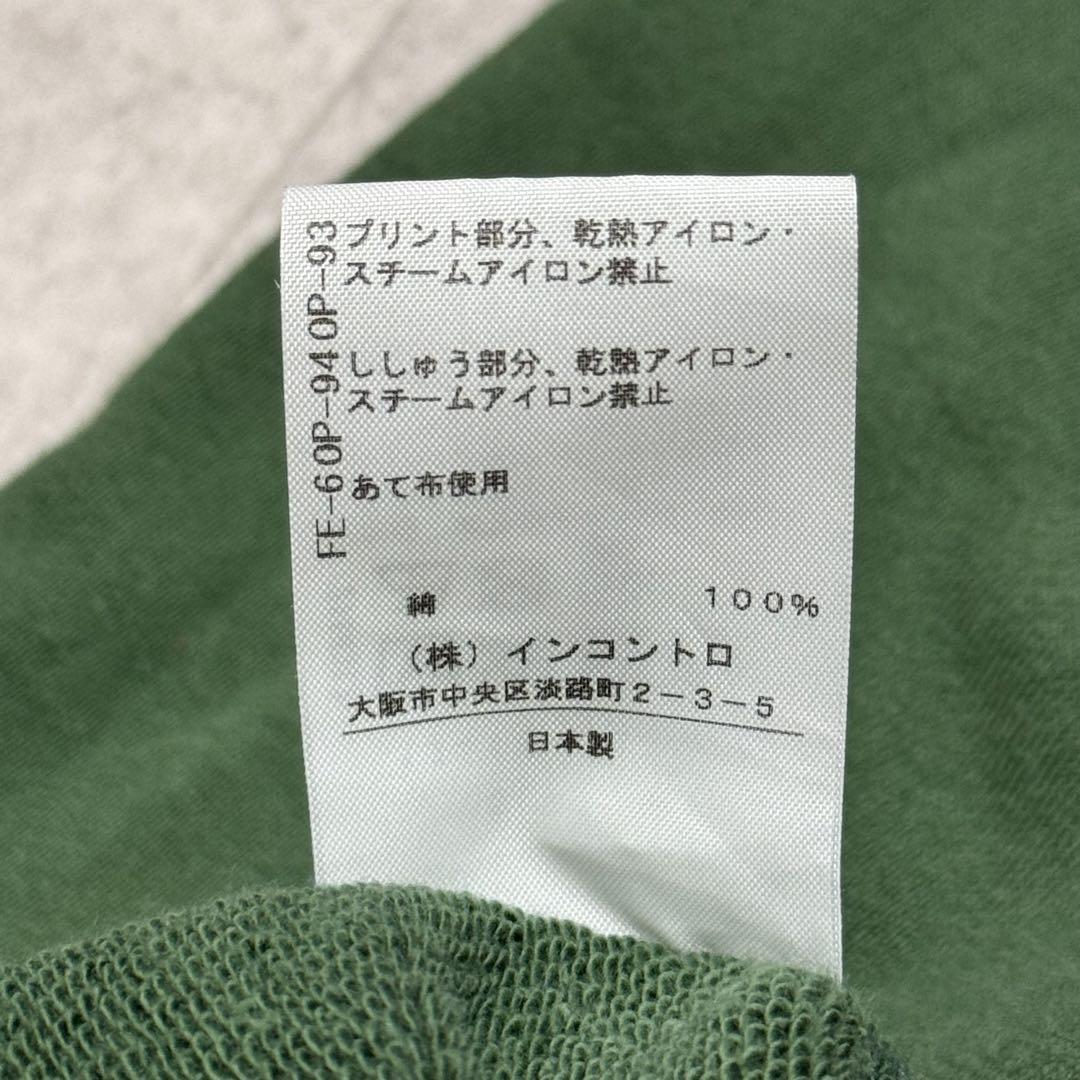 プリント部分、乾熱アイロン・
スチームアイロン禁止
ししゅう部分、乾熱アイロン・
スチームアイロン禁止
あて布使用
綿 100%
(株)インコントロ
大阪市中央区淡路町2-3-5
日本製
FE-60P-940P-93